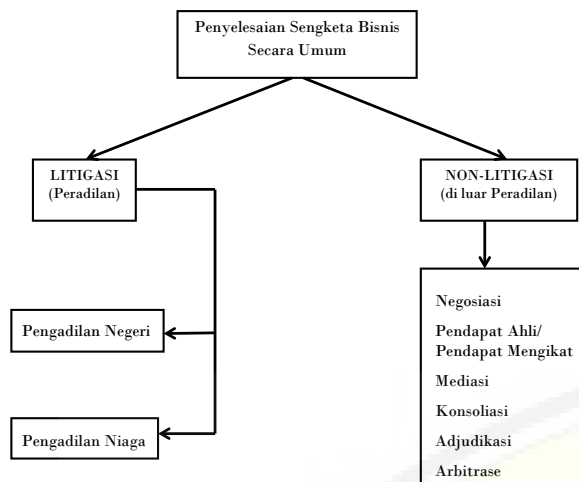 Penyelesaian Sengketa Bisnis
Secara Umum
LITIGASI
(Peradilan)
NON-LITIGASI
(di luar Peradilan)
Pengadilan Negeri
Pengadilan Niaga
Negosiasi
Pendapat Ahli/
Pendapat Mengikat
Mediasi
Konsoliasi
Adjudikasi
Arbitrase